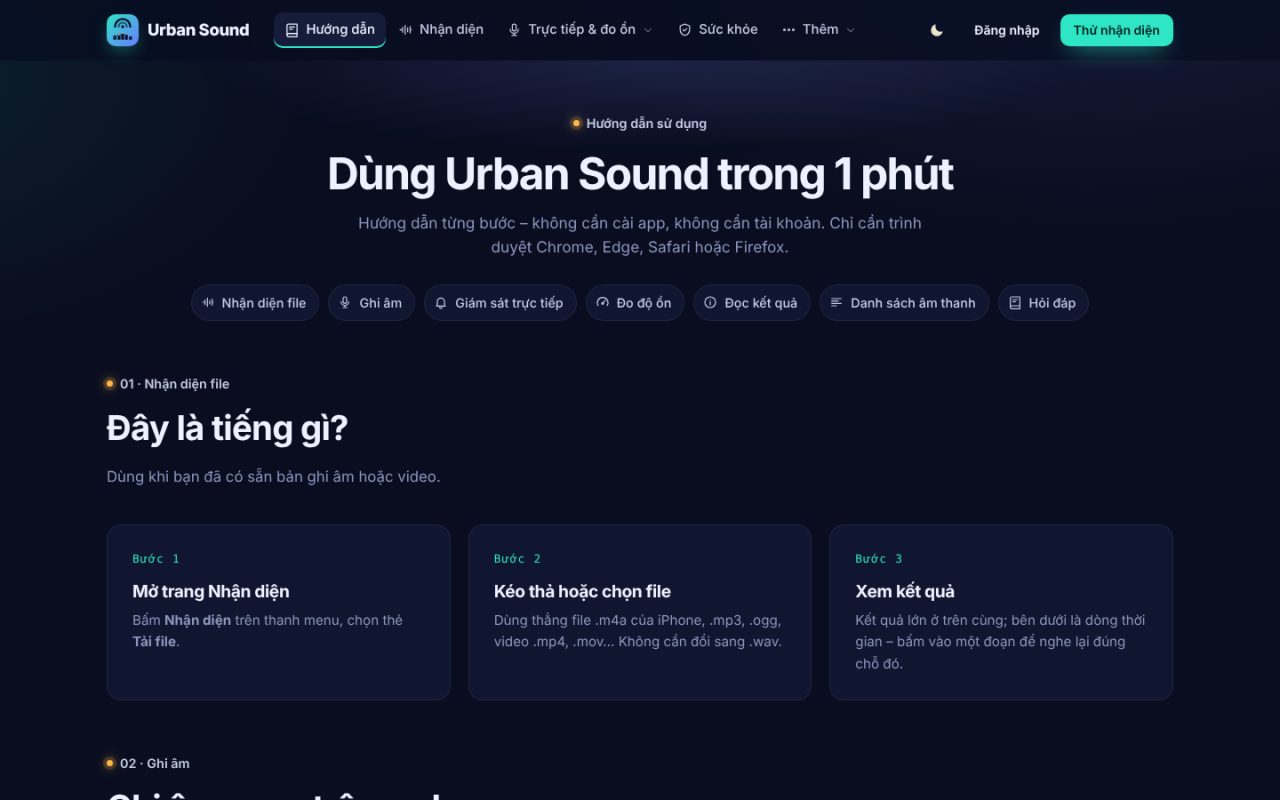 Urban Sound
Hướng dẫn
Nhận diện
Trực tiếp & đo ồn
Sức khỏe
Thêm
Đăng nhập
Thử nhận diện
Hướng dẫn sử dụng
Dùng Urban Sound trong 1 phút
Hướng dẫn từng bước – không cần cài app, không cần tài khoản. Chỉ cần trình
duyệt Chrome, Edge, Safari hoặc Firefox.
Nhận diện file
Ghi âm
Giám sát trực tiếp
Đo độ ồn
Đọc kết quả
Danh sách âm thanh
Hỏi đáp
01 · Nhận diện file
Đây là tiếng gì?
Dùng khi bạn đã có sẵn bản ghi âm hoặc video.
Bước 1
Mở trang Nhận diện
Bấm Nhận diện trên thanh menu, chọn thẻ
Tải file.
Bước 2
Kéo thả hoặc chọn file
Dùng thẳng file .m4a của iPhone, .mp3, .ogg,
video .mp4, .mov... Không cần đổi sang .wav.
Bước 3
Xem kết quả
Kết quả lớn ở trên cùng; bên dưới là dòng thời
gian – bấm vào một đoạn để nghe lại đúng
chỗ đó.
02 · Ghi âm